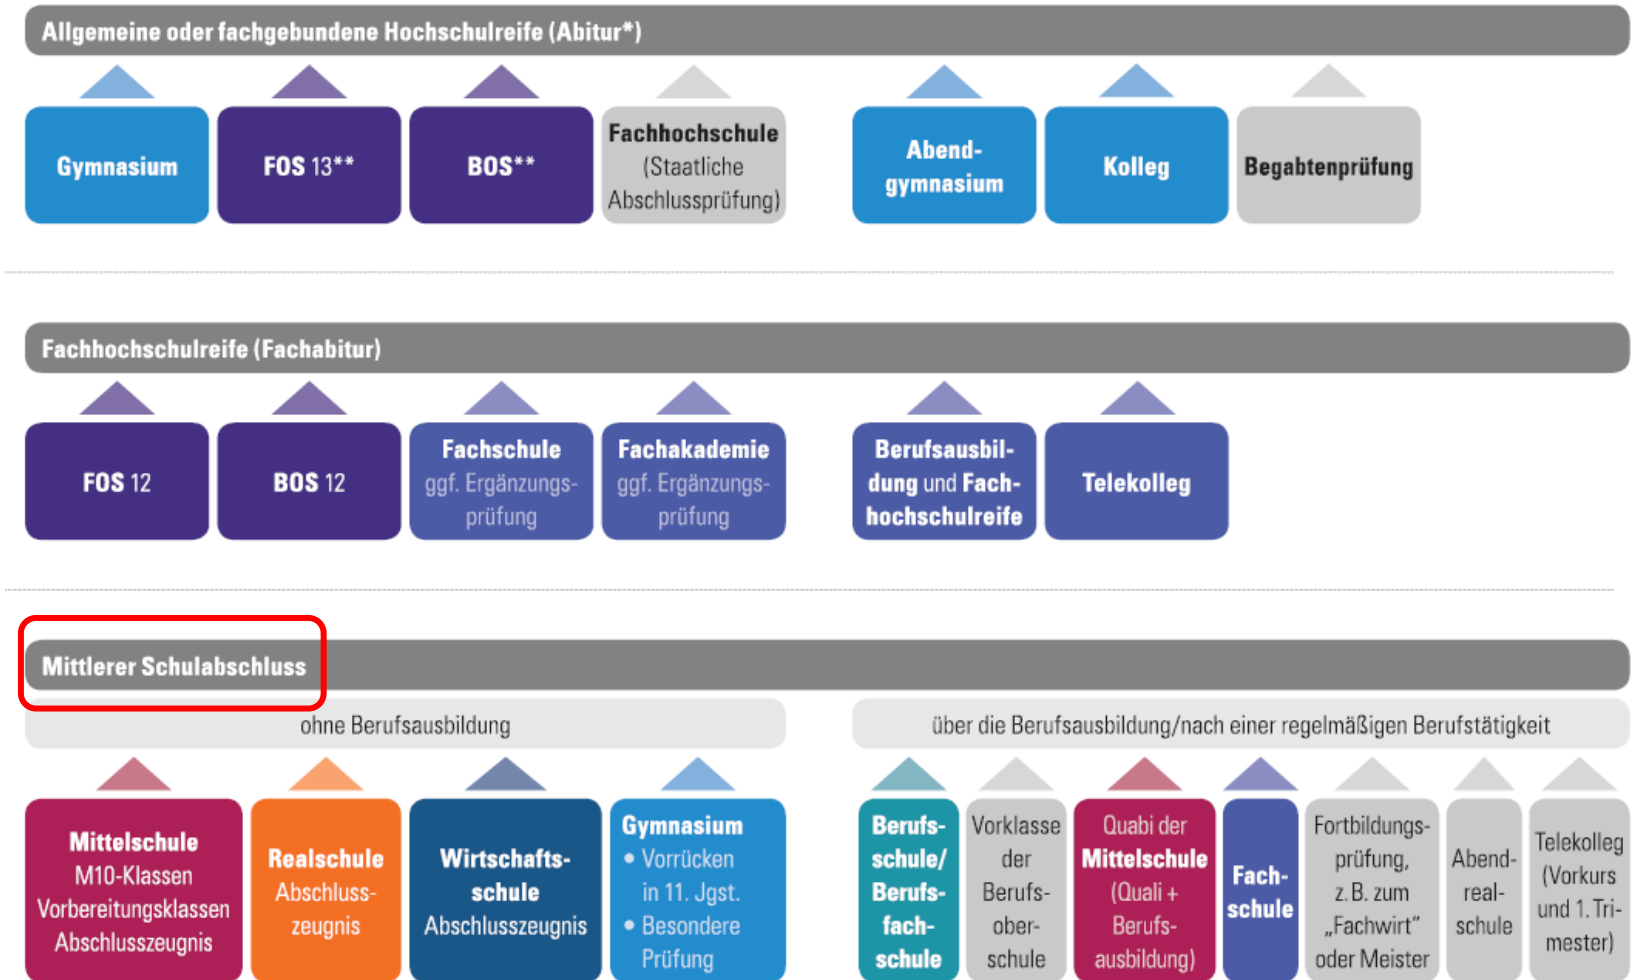 Allgemeine oder fachgebundene Hochschulreife (Abitur*)
Gymnasium
FOS 13**
BOS**
Fachhochschule
(Staatliche
Abschlussprüfung)
Abend-
gymnasium
Kolleg
Begabtenprüfung
Fachhochschulreife (Fachabitur)
FOS 12
BOS 12
Fachschule
ggf. Ergänzungs-
prüfung
Fachakademie
ggf. Ergänzungs-
prüfung
Berufsausbil-
dung und Fach-
hochschulreife
Telekolleg
Mittlerer Schulabschluss
ohne Berufsausbildung
über die Berufsausbildung/nach einer regelmäßigen Berufstätigkeit
Mittelschule
M10-Klassen
Vorbereitungsklassen
Abschlusszeugnis
Realschule
Abschluss-
zeugnis
Wirtschafts-
schule
Abschlusszeugnis
Gymnasium
• Vorrücken
in 11. Jgst.
• Besondere
Prüfung
Berufs-
schule/
Berufs-
fach-
schule
Vorklasse
der
Berufs-
ober-
schule
Quabi der
Mittelschule
(Quali +
Berufs-
ausbildung)
Fach-
schule
Fortbildungs-
prüfung,
z. B. zum
„Fachwirt“
oder Meister
Abend-
real-
schule
Telekolleg
(Vorkurs
und 1. Tri-
mester)